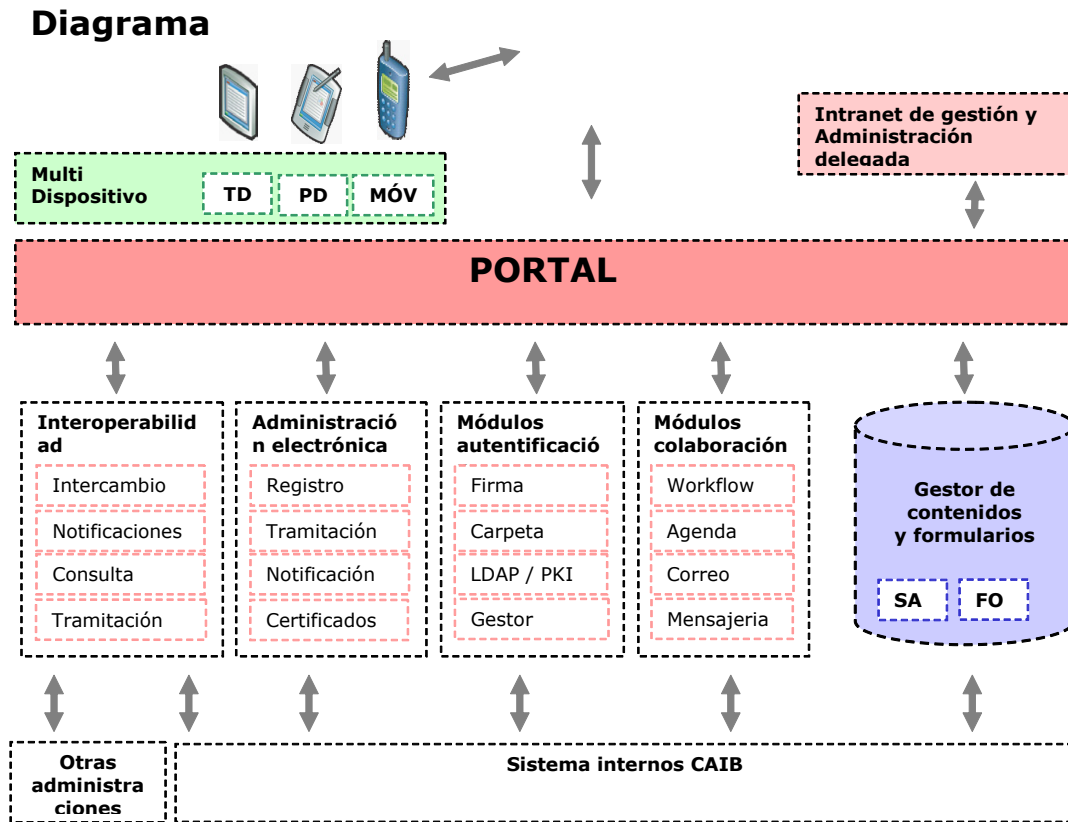 Diagrama
Intranet de gestión y
Administración
delegada
Multi
Dispositivo
TD
PD
MÓV
PORTAL
Interoperabilid
ad
Intercambio
Notificaciones
Consulta
Tramitación
Administració
n electrónica
Registro
Tramitación
Notificación
Certificados
Módulos
autentificació
Firma
Carpeta
LDAP / PKI
Gestor
Módulos
colaboración
Workflow
Agenda
Correo
Mensajeria
Gestor de
contenidos
y formularios
SA
FO
Otras
administra
ciones
Sistema internos CAIB